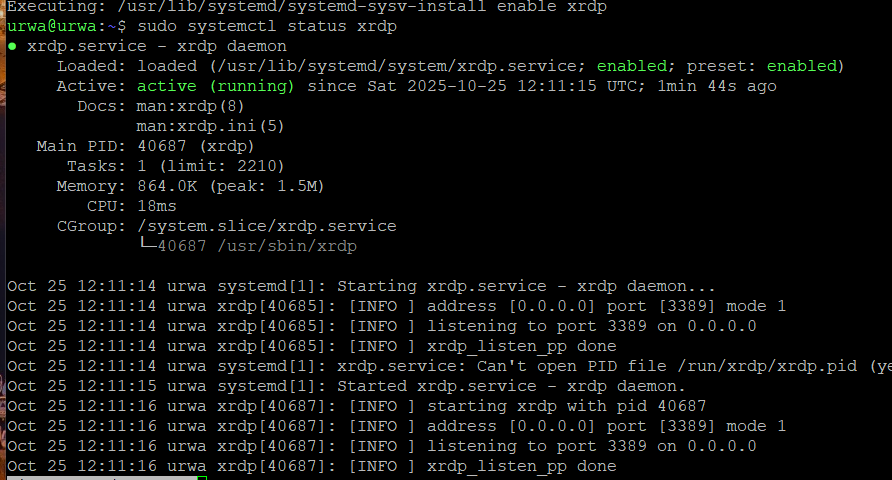 Executing: /usr/lib/systemd/systemd-sysv-install enable xrdp
urwa@urwa:~$ sudo systemctl status xrdp
● xrdp.service - xrdp daemon
     Loaded: loaded (/usr/lib/systemd/system/xrdp.service; enabled; preset: enabled)
     Active: active (running) since Sat 2025-10-25 12:11:15 UTC; 1min 44s ago
       Docs: man:xrdp(8)
             man:xrdp.ini(5)
   Main PID: 40687 (xrdp)
      Tasks: 1 (limit: 2210)
     Memory: 864.0K (peak: 1.5M)
        CPU: 18ms
     CGroup: /system.slice/xrdp.service
             └─40687 /usr/sbin/xrdp
Oct 25 12:11:14 urwa systemd[1]: Starting xrdp.service - xrdp daemon...
Oct 25 12:11:14 urwa xrdp[40685]: [INFO ] address [0.0.0.0] port [3389] mode 1
Oct 25 12:11:14 urwa xrdp[40685]: [INFO ] listening to port 3389 on 0.0.0.0
Oct 25 12:11:14 urwa xrdp[40685]: [INFO ] xrdp_listen_pp done
Oct 25 12:11:14 urwa systemd[1]: xrdp.service: Can't open PID file /run/xrdp/xrdp.pid (ye
Oct 25 12:11:15 urwa systemd[1]: Started xrdp.service - xrdp daemon.
Oct 25 12:11:16 urwa xrdp[40687]: [INFO ] starting xrdp with pid 40687
Oct 25 12:11:16 urwa xrdp[40687]: [INFO ] address [0.0.0.0] port [3389] mode 1
Oct 25 12:11:16 urwa xrdp[40687]: [INFO ] listening to port 3389 on 0.0.0.0
Oct 25 12:11:16 urwa xrdp[40687]: [INFO ] xrdp_listen_pp done